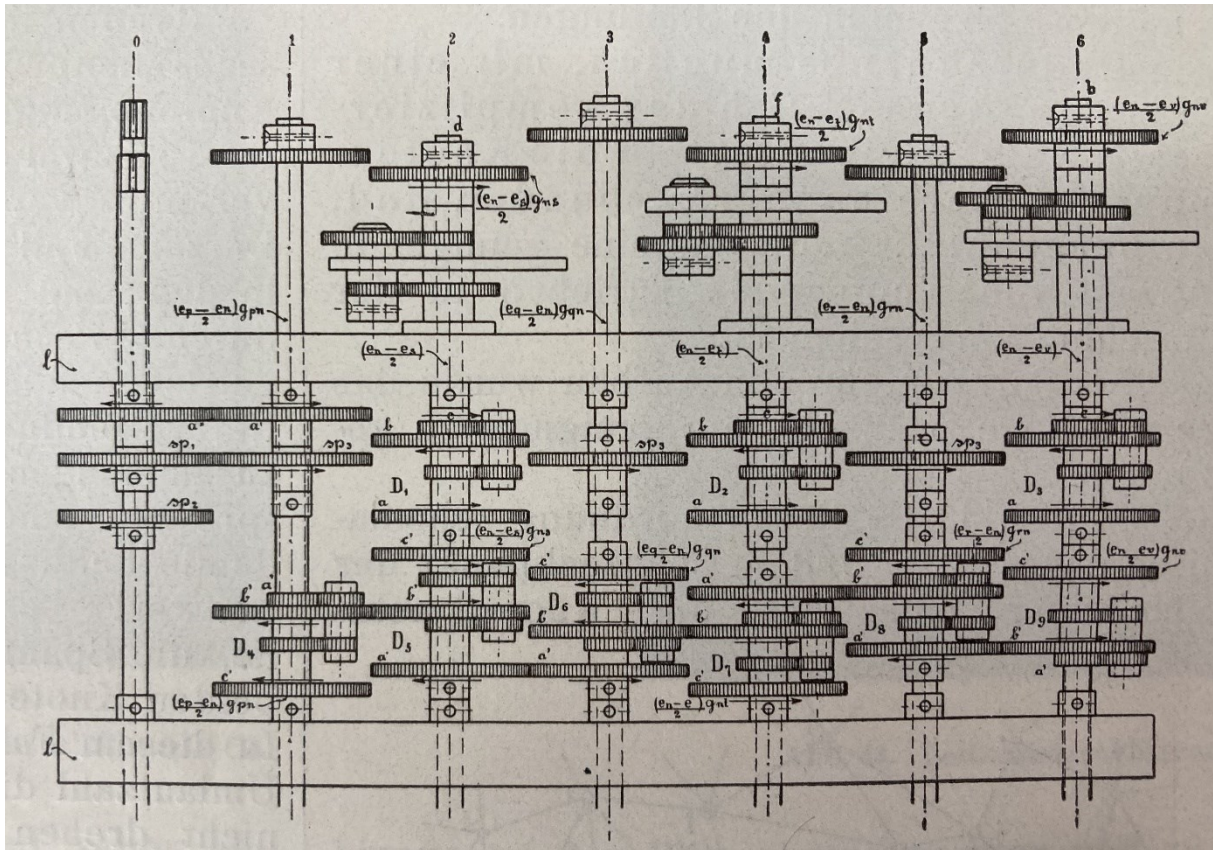 0 1 2 3 4 5 6
d f b
(en–et)/2 gnt
(en–ev)/2 gnv
(en–es)/2 gns
(ep–en)/2 gpn
(eq–en)/2 gqn
(er–en)/2 grn
l
(en–es)/2
(en–et)/2
(en–ev)/2
a" a' c c c
sp1 sp3 b sp3 b sp3 b
D1 D2 D3
sp2 a a a
c' (en–es)/2 gns
c' (er–en)/2 grn
c' (eq–en)/2 gqn
c' (en ev)/2 gnv
a' a' b'
b' b' D6 D9
b' b D8 b'
D4 D5 D7
a' a' a' a'
c' c'
(ep–en)/2 gpn
(en–e )/2 gnt
l